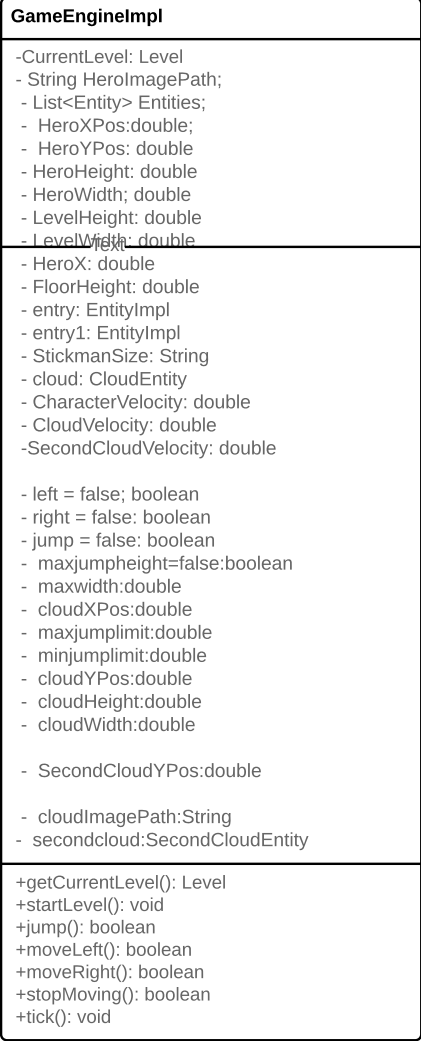 GameEngineImpl
-CurrentLevel: Level
- String HeroImagePath;
- List<Entity> Entities;
- HeroXPos:double;
- HeroYPos: double
- HeroHeight: double
- HeroWidth; double
- LevelHeight: double
- LevelWidth: double
Text
- HeroX: double
- FloorHeight: double
- entry: EntityImpl
- entry1: EntityImpl
- StickmanSize: String
- cloud: CloudEntity
- CharacterVelocity: double
- CloudVelocity: double
-SecondCloudVelocity: double
- left = false; boolean
- right = false: boolean
- jump = false: boolean
- maxjumpheight=false:boolean
- maxwidth:double
- cloudXPos:double
- maxjumplimit:double
- minjumplimit:double
- cloudYPos:double
- cloudHeight:double
- cloudWidth:double
- SecondCloudYPos:double
- cloudImagePath:String
- secondcloud:SecondCloudEntity
+getCurrentLevel(): Level
+startLevel(): void
+jump(): boolean
+moveLeft(): boolean
+moveRight(): boolean
+stopMoving(): boolean
+tick(): void